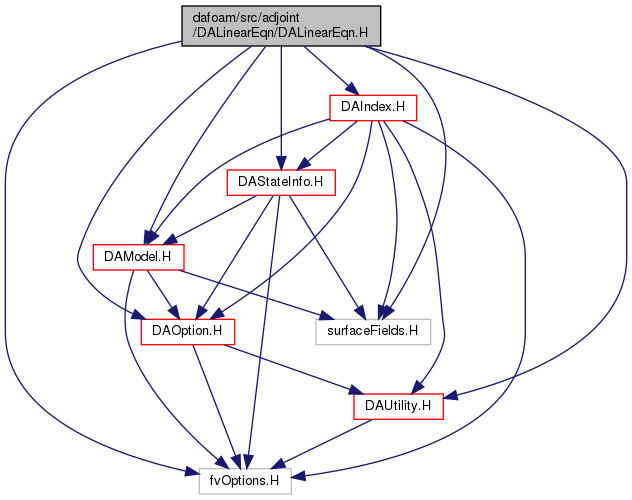 dafoam/src/adjoint
/DALinearEqn/DALinearEqn.H
DAIndex.H
DAStateInfo.H
DAModel.H
DAOption.H
surfaceFields.H
DAUtility.H
fvOptions.H